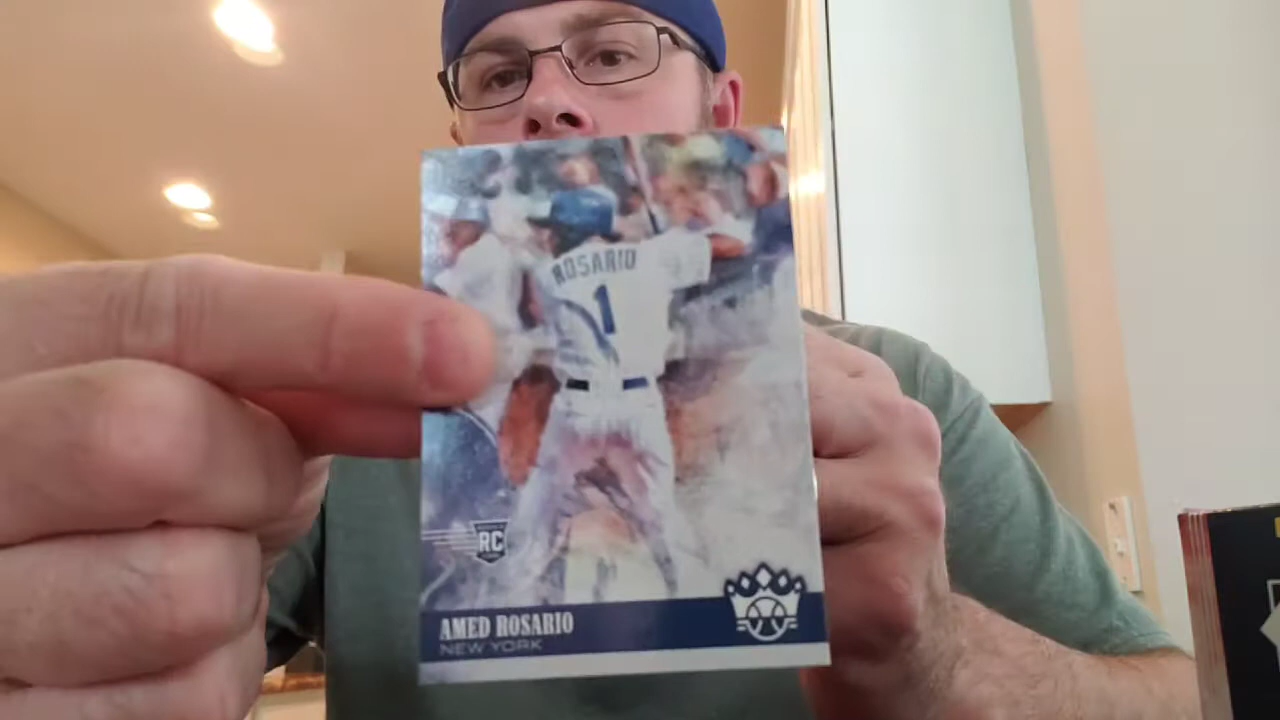 ROSARIO
1
RC
AMED ROSARIO
NEW YORK